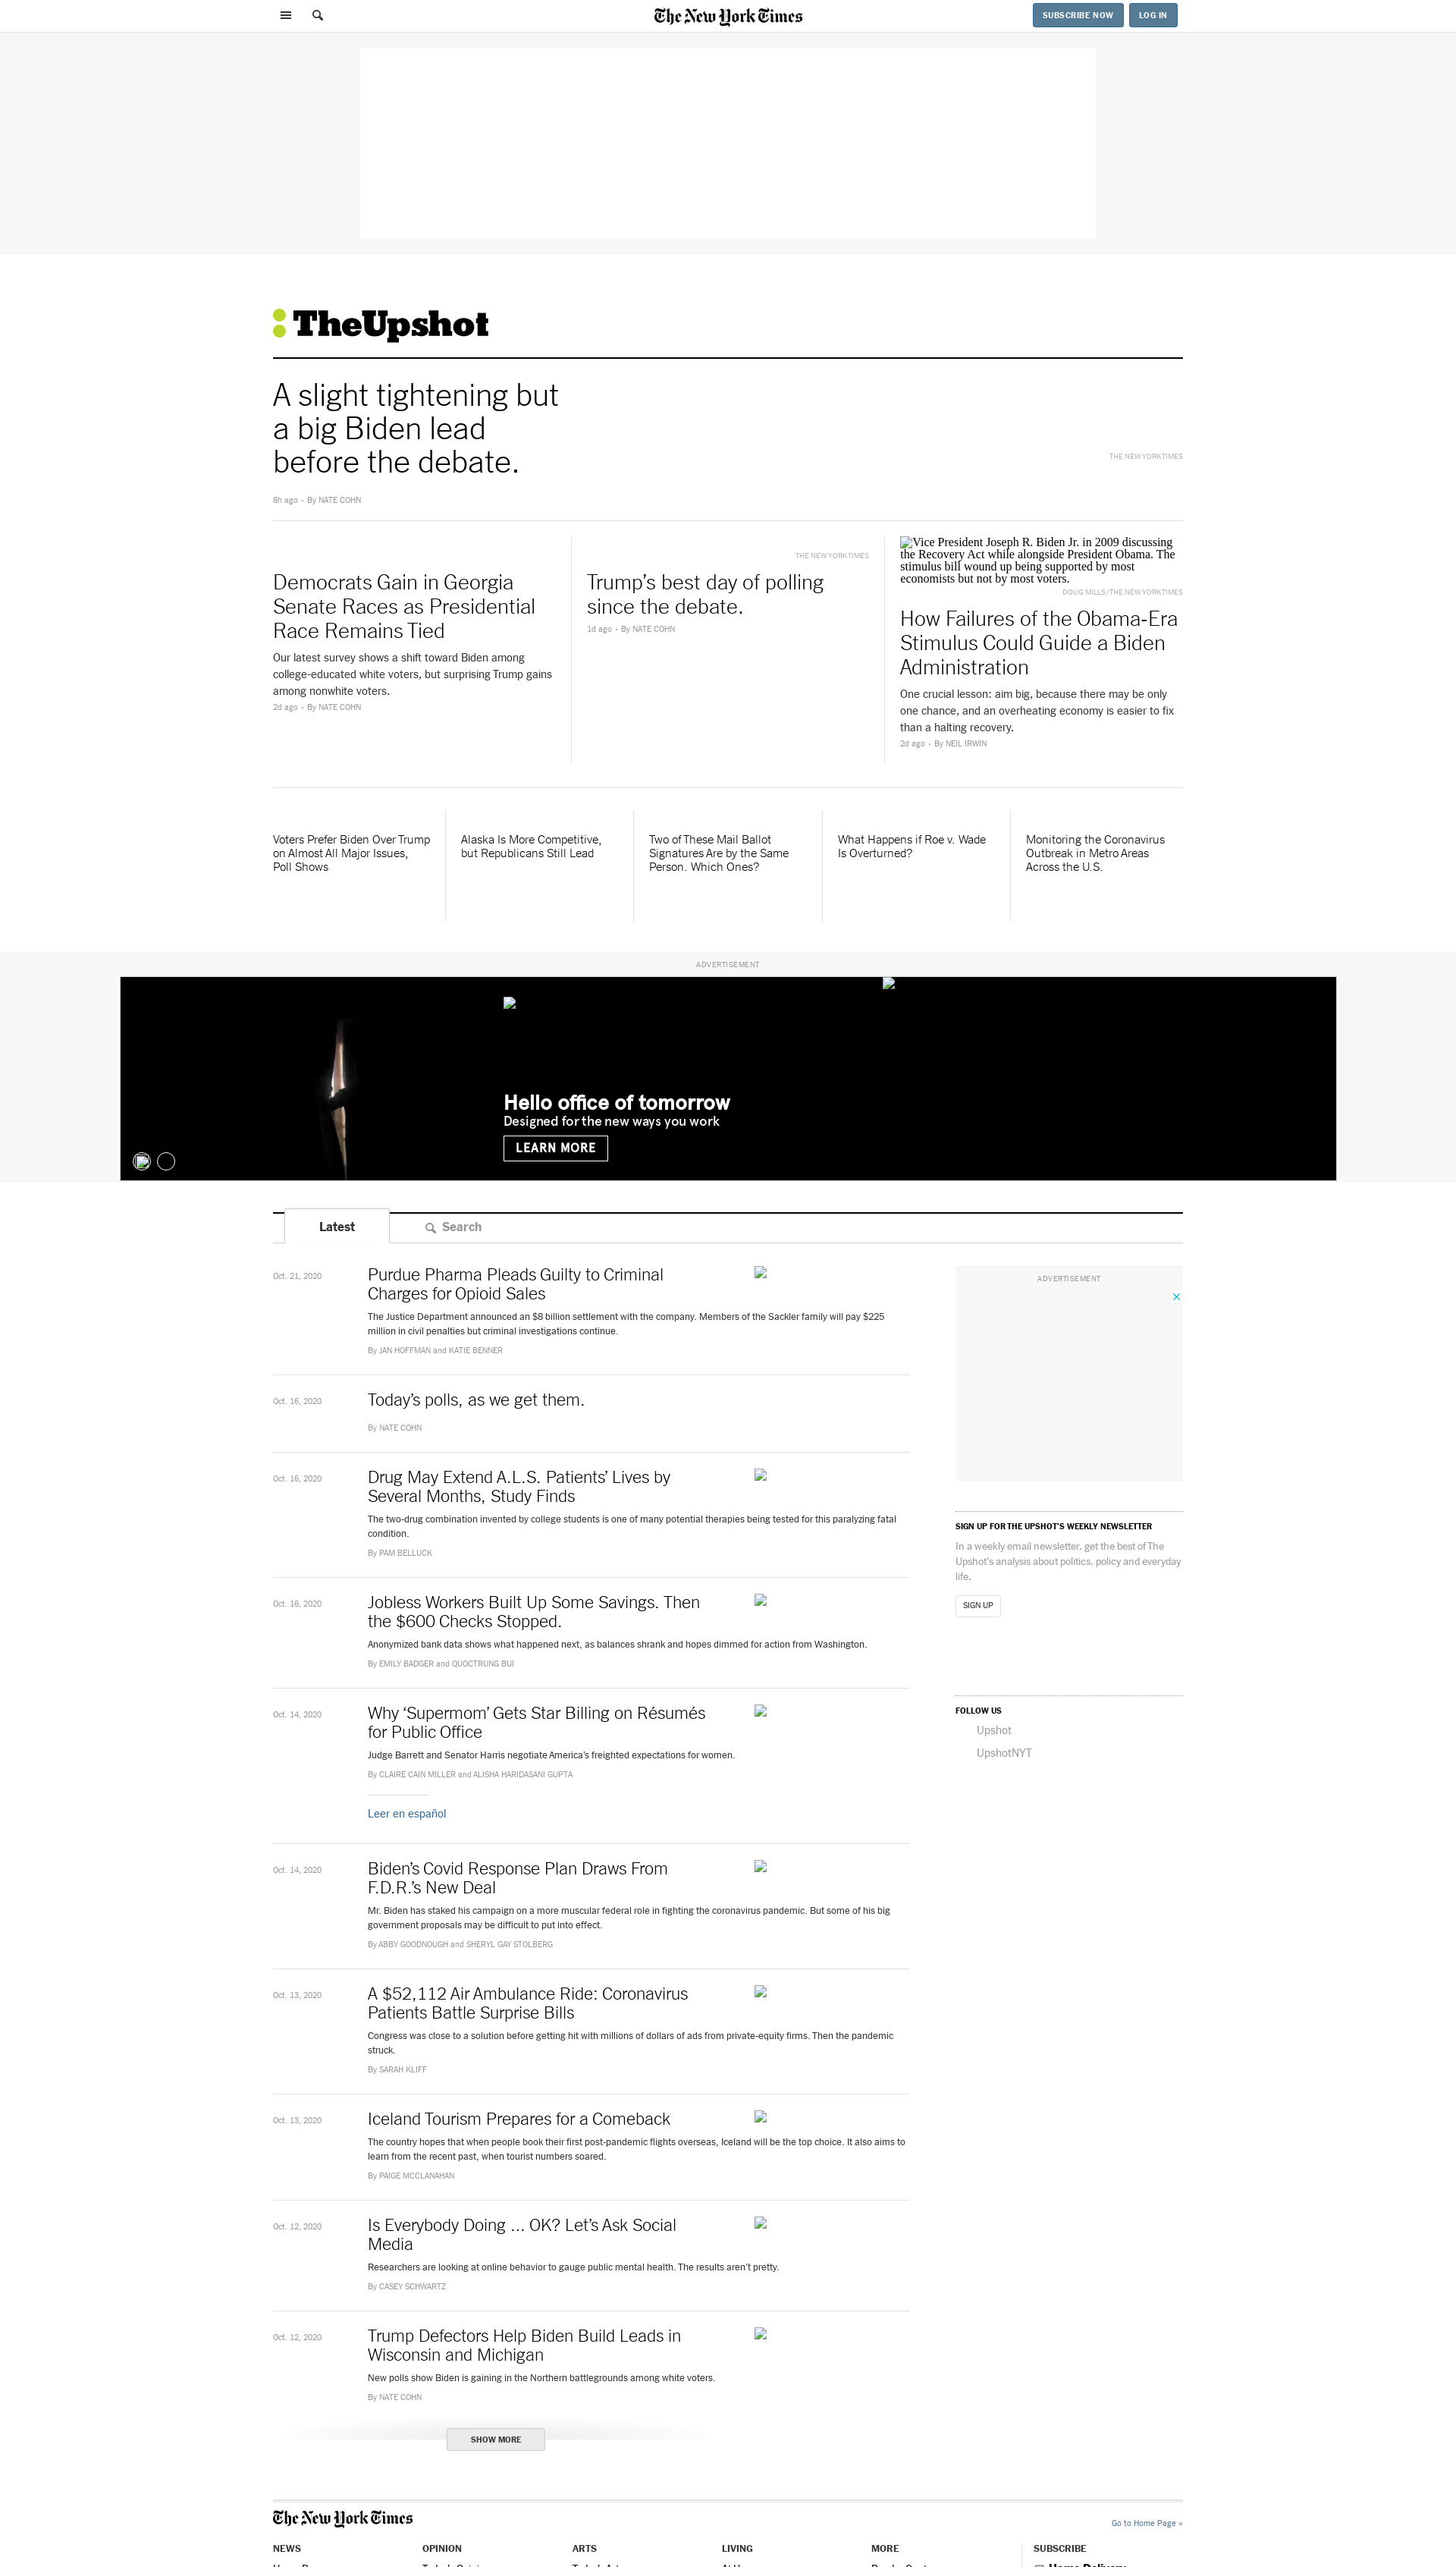 The New York Times
SUBSCRIBE NOW
LOG IN
TheUpshot
A slight tightening but
a big Biden lead
before the debate.
THE NEW YORK TIMES
8h ago • By NATE COHN
Democrats Gain in Georgia
Senate Races as Presidential
Race Remains Tied
Our latest survey shows a shift toward Biden among
college-educated white voters, but surprising Trump gains
among nonwhite voters.
2d ago • By NATE COHN
THE NEW YORK TIMES
Trump’s best day of polling
since the debate.
1d ago • By NATE COHN
Vice President Joseph R. Biden Jr. in 2009 discussing
the Recovery Act while alongside President Obama. The
stimulus bill wound up being supported by most
economists but not by most voters.
DOUG MILLS/THE NEW YORK TIMES
How Failures of the Obama-Era
Stimulus Could Guide a Biden
Administration
One crucial lesson: aim big, because there may be only
one chance, and an overheating economy is easier to fix
than a halting recovery.
2d ago • By NEIL IRWIN
Voters Prefer Biden Over Trump
on Almost All Major Issues,
Poll Shows
Alaska Is More Competitive,
but Republicans Still Lead
Two of These Mail Ballot
Signatures Are by the Same
Person. Which Ones?
What Happens if Roe v. Wade
Is Overturned?
Monitoring the Coronavirus
Outbreak in Metro Areas
Across the U.S.
ADVERTISEMENT
Hello office of tomorrow
Designed for the new ways you work
LEARN MORE
Latest
Search
Oct. 21, 2020
Purdue Pharma Pleads Guilty to Criminal
Charges for Opioid Sales
The Justice Department announced an $8 billion settlement with the company. Members of the Sackler family will pay $225
million in civil penalties but criminal investigations continue.
By JAN HOFFMAN and KATIE BENNER
Oct. 16, 2020
Today’s polls, as we get them.
By NATE COHN
Oct. 16, 2020
Drug May Extend A.L.S. Patients’ Lives by
Several Months, Study Finds
The two-drug combination invented by college students is one of many potential therapies being tested for this paralyzing fatal
condition.
By PAM BELLUCK
Oct. 16, 2020
Jobless Workers Built Up Some Savings. Then
the $600 Checks Stopped.
Anonymized bank data shows what happened next, as balances shrank and hopes dimmed for action from Washington.
By EMILY BADGER and QUOCTRUNG BUI
Oct. 14, 2020
Why ‘Supermom’ Gets Star Billing on Résumés
for Public Office
Judge Barrett and Senator Harris negotiate America’s freighted expectations for women.
By CLAIRE CAIN MILLER and ALISHA HARIDASANI GUPTA
Leer en español
Oct. 14, 2020
Biden’s Covid Response Plan Draws From
F.D.R.’s New Deal
Mr. Biden has staked his campaign on a more muscular federal role in fighting the coronavirus pandemic. But some of his big
government proposals may be difficult to put into effect.
By ABBY GOODNOUGH and SHERYL GAY STOLBERG
Oct. 13, 2020
A $52,112 Air Ambulance Ride: Coronavirus
Patients Battle Surprise Bills
Congress was close to a solution before getting hit with millions of dollars of ads from private-equity firms. Then the pandemic
struck.
By SARAH KLIFF
Oct. 13, 2020
Iceland Tourism Prepares for a Comeback
The country hopes that when people book their first post-pandemic flights overseas, Iceland will be the top choice. It also aims to
learn from the recent past, when tourist numbers soared.
By PAIGE MCCLANAHAN
Oct. 12, 2020
Is Everybody Doing ... OK? Let’s Ask Social
Media
Researchers are looking at online behavior to gauge public mental health. The results aren’t pretty.
By CASEY SCHWARTZ
Oct. 12, 2020
Trump Defectors Help Biden Build Leads in
Wisconsin and Michigan
New polls show Biden is gaining in the Northern battlegrounds among white voters.
By NATE COHN
SHOW MORE
ADVERTISEMENT
SIGN UP FOR THE UPSHOT’S WEEKLY NEWSLETTER
In a weekly email newsletter, get the best of The
Upshot’s analysis about politics, policy and everyday
life.
SIGN UP
FOLLOW US
Upshot
UpshotNYT
The New York Times
Go to Home Page »
NEWS
OPINION
ARTS
LIVING
MORE
SUBSCRIBE
Home Delivery